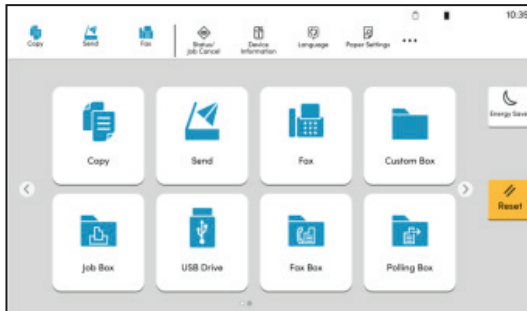 10:39
Copy
Send
Fax
Status/
Job Cancel
Device
Information
Language
Paper Settings
Energy Saver
Copy
Send
Fax
Custom Box
Reset
Job Box
USB Drive
Fax Box
Polling Box